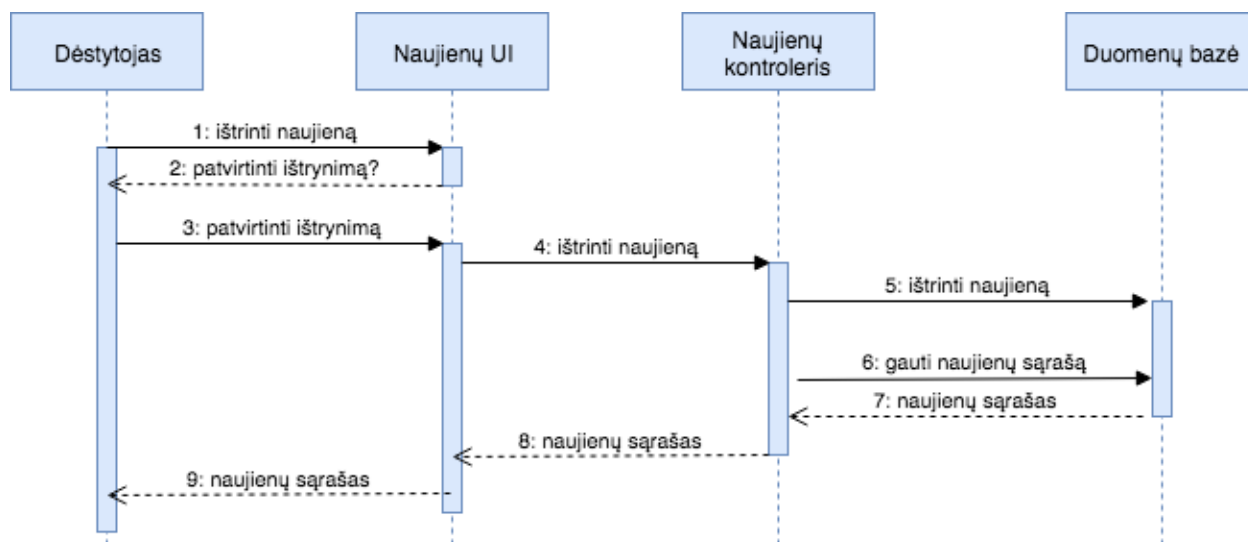 Dėstytojas
Naujienų UI
Naujienų
kontroleris
Duomenų bazė
1: ištrinti naujieną
2: patvirtinti ištrynimą?
3: patvirtinti ištrynimą
4: ištrinti naujieną
5: ištrinti naujieną
6: gauti naujienų sąrašą
7: naujienų sąrašas
8: naujienų sąrašas
9: naujienų sąrašas